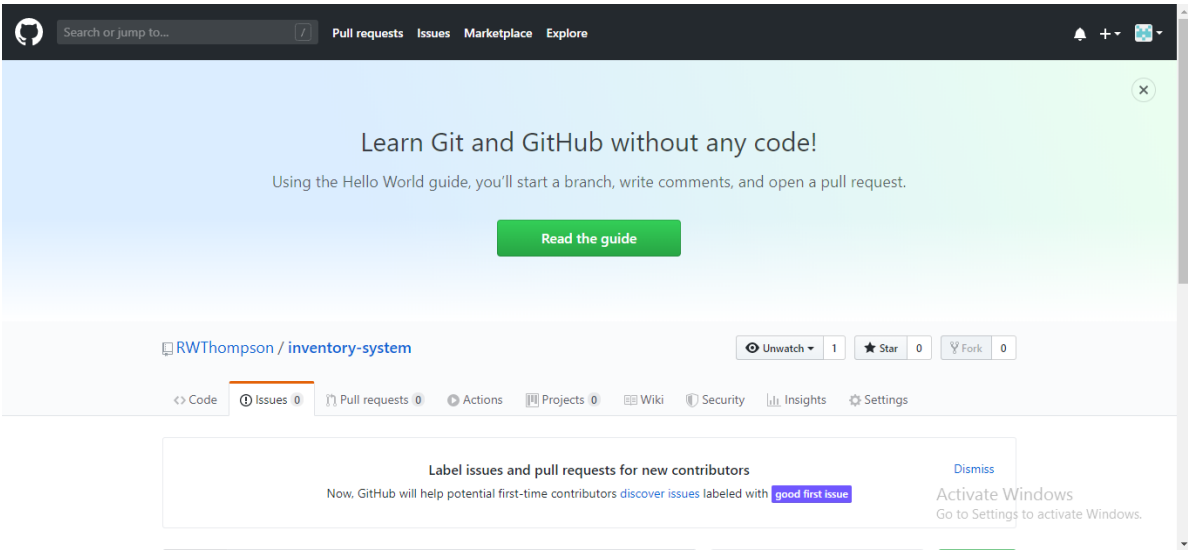 Search or jump to... /
Pull requests Issues Marketplace Explore
Learn Git and GitHub without any code!
Using the Hello World guide, you’ll start a branch, write comments, and open a pull request.
Read the guide
RWThompson / inventory-system
Unwatch 1 Star 0 Fork 0
<> Code Issues 0 Pull requests 0 Actions Projects 0 Wiki Security Insights Settings
Label issues and pull requests for new contributors
Dismiss
Now, GitHub will help potential first-time contributors discover issues labeled with good first issue
Activate Windows
Go to Settings to activate Windows.